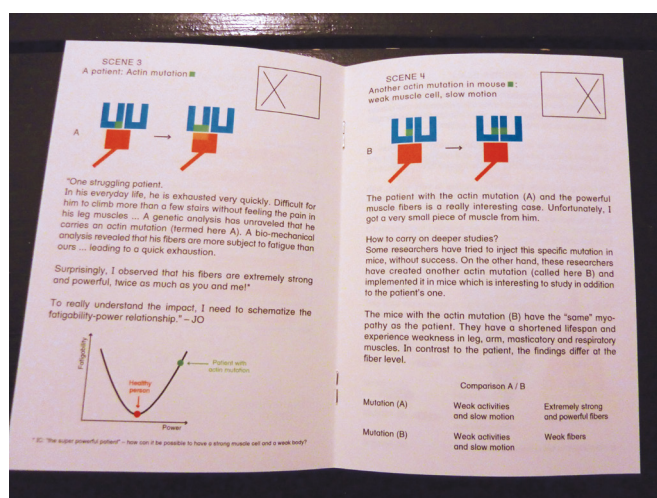 SCENE 3
A patient: Actin mutation
A
"One struggling patient.
In his everyday life, he is exhausted very quickly. Difficult for
him to climb more than a few stairs without feeling the pain in
his leg muscles ... A genetic analysis has unraveled that he
carries an actin mutation (termed here A). A bio-mechanical
analysis revealed that his fibers are more subject to fatigue than
ours ... leading to a quick exhaustion.
Surprisingly, I observed that his fibers are extremely strong
and powerful, twice as much as you and me!*
To really understand the impact, I need to schematize the
fatigability-power relationship." – JO
Fatigability
Patient with
actin mutation
Healthy
person
Power
* JO: "the super powerful patient" – how can it be possible to have a strong muscle cell and a weak body?
SCENE 4
Another actin mutation in mouse :
weak muscle cell, slow motion
B
The patient with the actin mutation (A) and the powerful
muscle fibers is a really interesting case. Unfortunately, I
got a very small piece of muscle from him.
How to carry on deeper studies?
Some researchers have tried to inject this specific mutation in
mice, without success. On the other hand, these researchers
have created another actin mutation (called here B) and
implemented it in mice which is interesting to study in addition
to the patient's one.
The mice with the actin mutation (B) have the "same" myo-
pathy as the patient. They have a shortened lifespan and
experience weakness in leg, arm, masticatory and respiratory
muscles. In contrast to the patient, the findings differ at the
fiber level.
Comparison A / B
Mutation (A) Weak activities Extremely strong
and slow motion and powerful fibers
Mutation (B) Weak activities Weak fibers
and slow motion